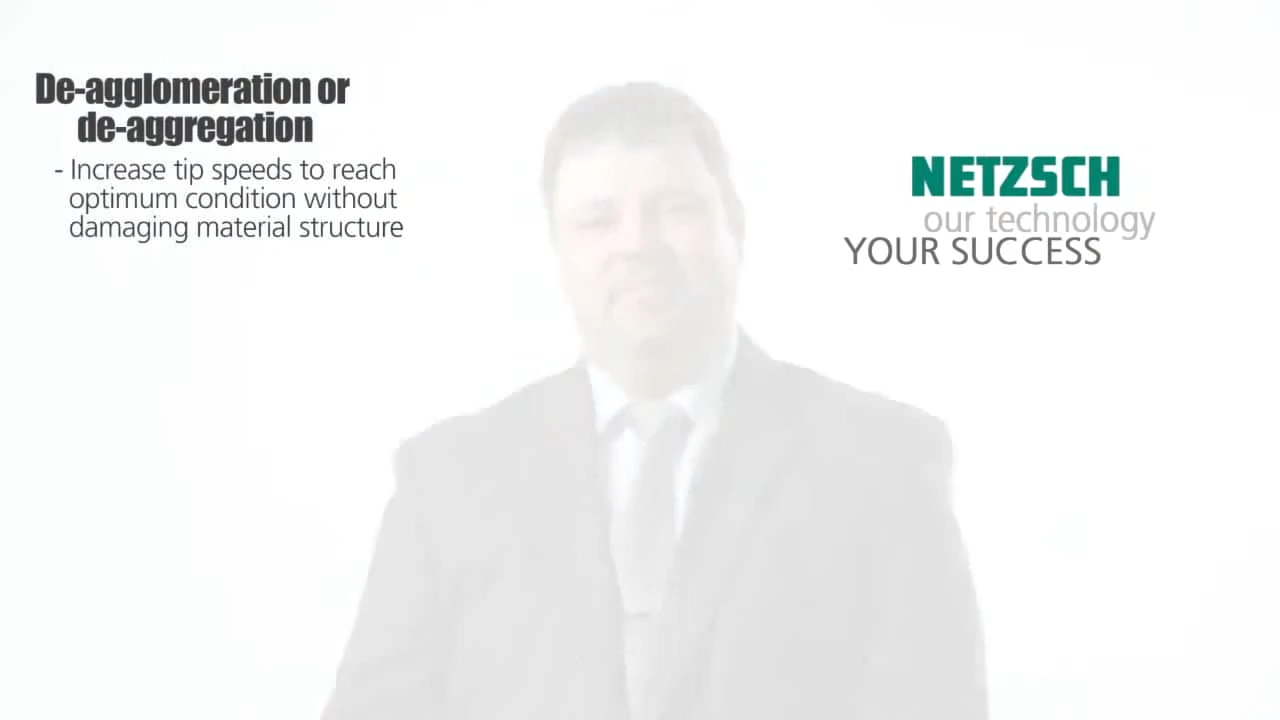 De-agglomeration or
de-aggregation
- Increase tip speeds to reach
optimum condition without
damaging material structure
NETZSCH
our technology
YOUR SUCCESS